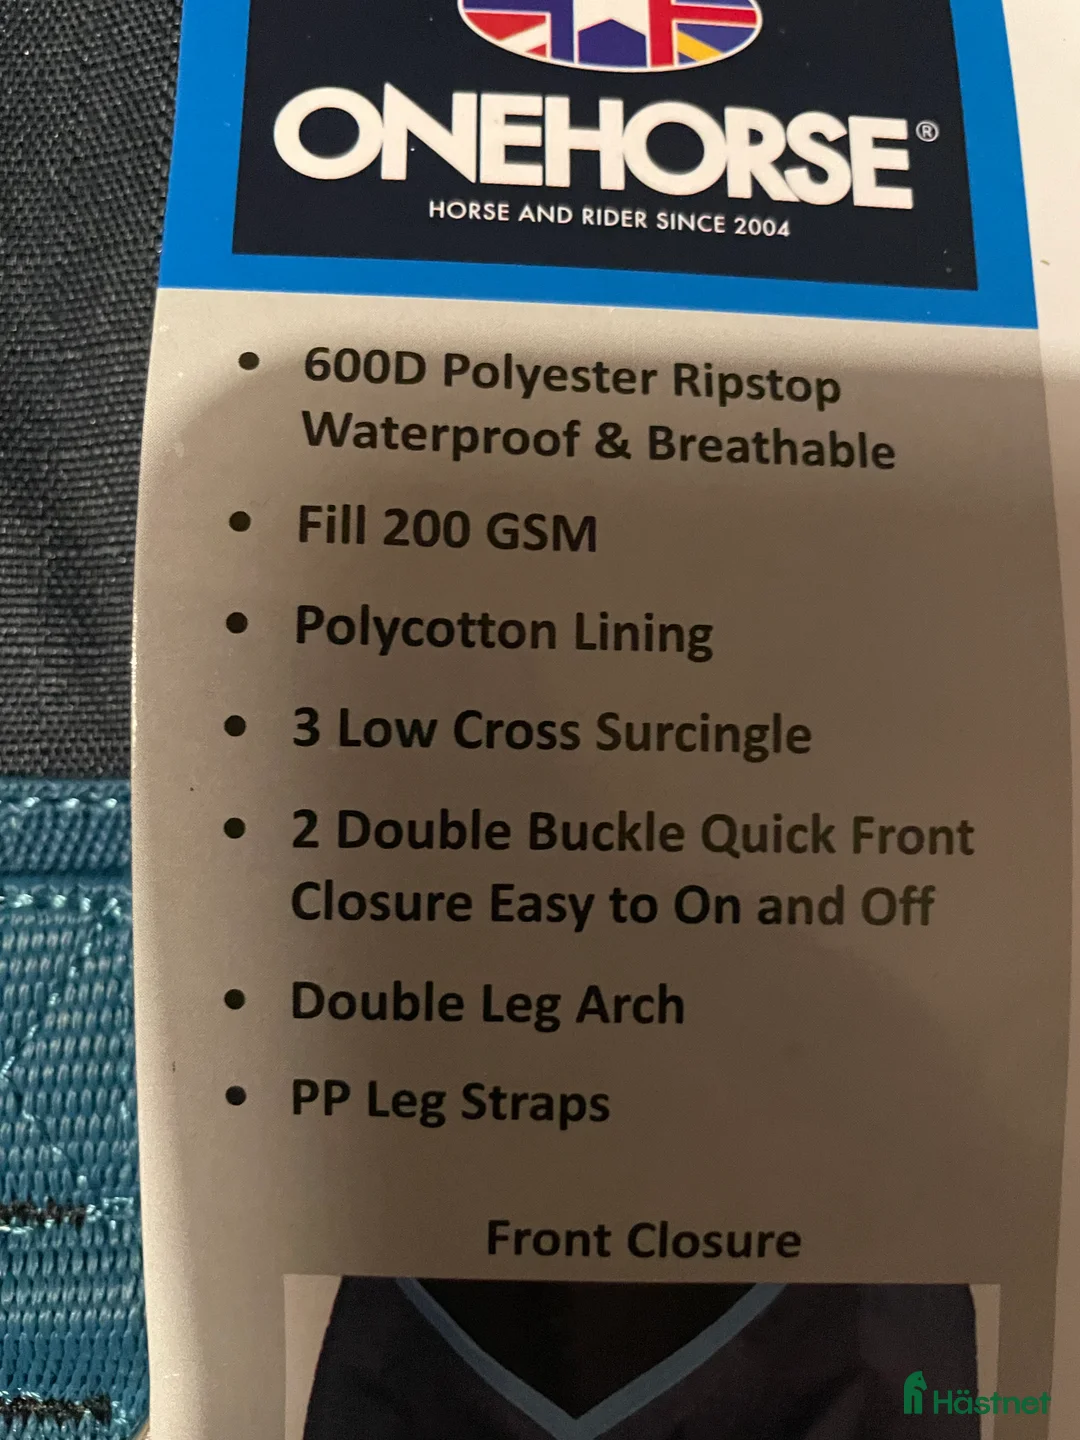 ONEHORSE®
HORSE AND RIDER SINCE 2004
• 600D Polyester Ripstop
Waterproof & Breathable
• Fill 200 GSM
• Polycotton Lining
• 3 Low Cross Surcingle
• 2 Double Buckle Quick Front
Closure Easy to On and Off
• Double Leg Arch
• PP Leg Straps
Front Closure
Hästnet